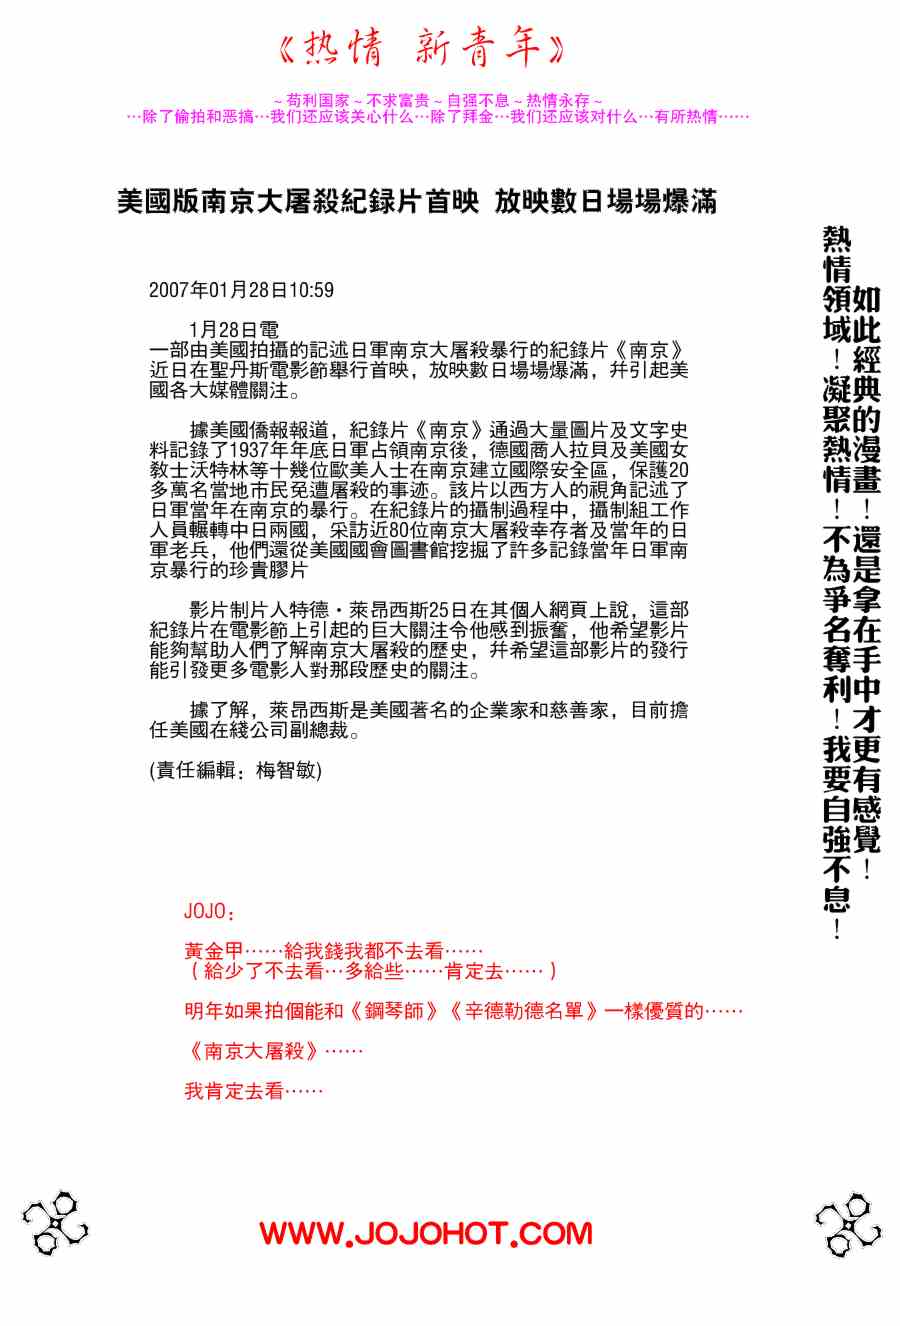 《热情 新青年》
～苟利国家～不求富贵～自强不息～热情永存～
…除了偷拍和恶搞…我们还应该关心什么…除了拜金…我们还应该对什么…有所热情……
美國版南京大屠殺紀録片首映 放映數日場場爆滿
2007年01月28日10:59
1月28日電
一部由美國拍攝的記述日軍南京大屠殺暴行的紀錄片《南京》
近日在聖丹斯電影節舉行首映，放映數日場場爆滿，幷引起美
國各大媒體關注。
據美國僑報報道，紀錄片《南京》通過大量圖片及文字史
料記錄了1937年年底日軍占領南京後，德國商人拉貝及美國女
教士沃特林等十幾位歐美人士在南京建立國際安全區，保護20
多萬名當地市民免遭屠殺的事迹。該片以西方人的視角記述了
日軍當年在南京的暴行。在紀錄片的攝制過程中，攝制組工作
人員輾轉中日兩國，采訪近80位南京大屠殺幸存者及當年的日
軍老兵，他們還從美國國會圖書館挖掘了許多記錄當年日軍南
京暴行的珍貴膠片
影片制片人特德·萊昂西斯25日在其個人網頁上說，這部
紀錄片在電影節上引起的巨大關注令他感到振奮，他希望影片
能夠幫助人們了解南京大屠殺的歷史，幷希望這部影片的發行
能引發更多電影人對那段歷史的關注。
據了解，萊昂西斯是美國著名的企業家和慈善家，目前擔
任美國在綫公司副總裁。
(責任編輯：梅智敏)
如此經典的漫畫！還是拿在手中才更有感覺！
熱情領域！凝聚熱情！不為爭名奪利！我要自強不息！
JOJO：
黃金甲……給我錢我都不去看……
（給少了不去看…多給些……肯定去……）
明年如果拍個能和《鋼琴師》《辛德勒德名單》一樣優質的……
《南京大屠殺》……
我肯定去看……
WWW.JOJOHOT.COM